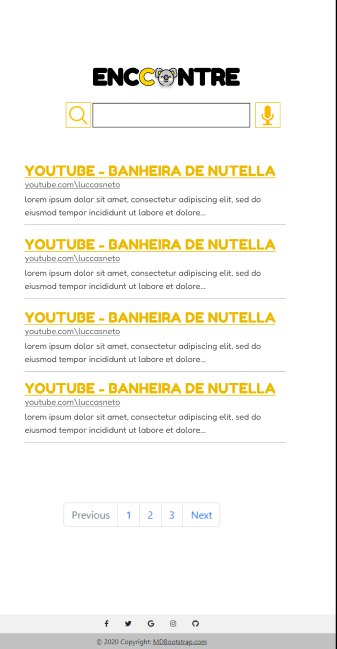 ENCCNTRE
YOUTUBE - BANHEIRA DE NUTELLA
youtube.com\luccasneto
lorem ipsum dolor sit amet, consectetur adipiscing elit, sed do
eiusmod tempor incididunt ut labore et dolore...
YOUTUBE - BANHEIRA DE NUTELLA
youtube.com\luccasneto
lorem ipsum dolor sit amet, consectetur adipiscing elit, sed do
eiusmod tempor incididunt ut labore et dolore...
YOUTUBE - BANHEIRA DE NUTELLA
youtube.com\luccasneto
lorem ipsum dolor sit amet, consectetur adipiscing elit, sed do
eiusmod tempor incididunt ut labore et dolore...
YOUTUBE - BANHEIRA DE NUTELLA
youtube.com\luccasneto
lorem ipsum dolor sit amet, consectetur adipiscing elit, sed do
eiusmod tempor incididunt ut labore et dolore...
Previous 1 2 3 Next
© 2020 Copyright: MDBootstrap.com